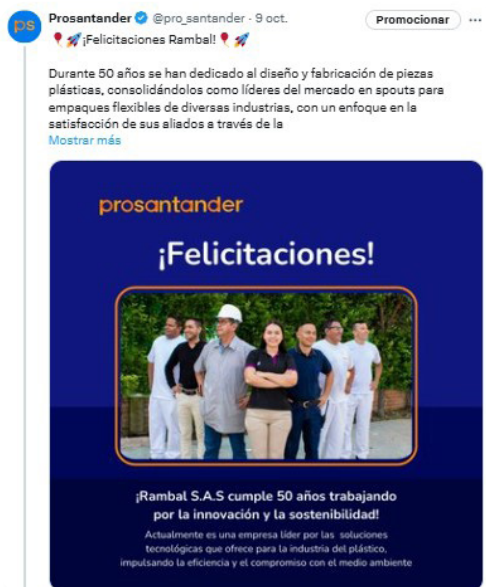 ps
Prosantander @pro_santander · 9 oct.
Promocionar
¡Felicitaciones Rambal!
Durante 50 años se han dedicado al diseño y fabricación de piezas
plásticas, consolidándolos como líderes del mercado en spouts para
empaques flexibles de diversas industrias, con un enfoque en la
satisfacción de sus aliados a través de la
Mostrar más
prosantander
¡Felicitaciones!
¡Rambal S.A.S cumple 50 años trabajando
por la innovación y la sostenibilidad!
Actualmente es una empresa líder por las soluciones
tecnológicas que ofrece para la industria del plástico,
impulsando la eficiencia y el compromiso con el medio ambiente